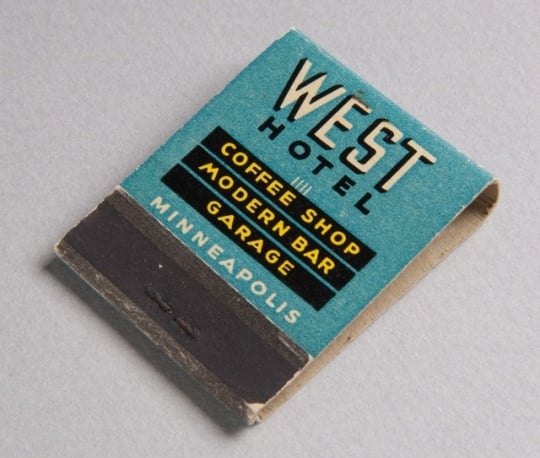 WEST
HOTEL
COFFEE SHOP
MODERN BAR
GARAGE
MINNEAPOLIS